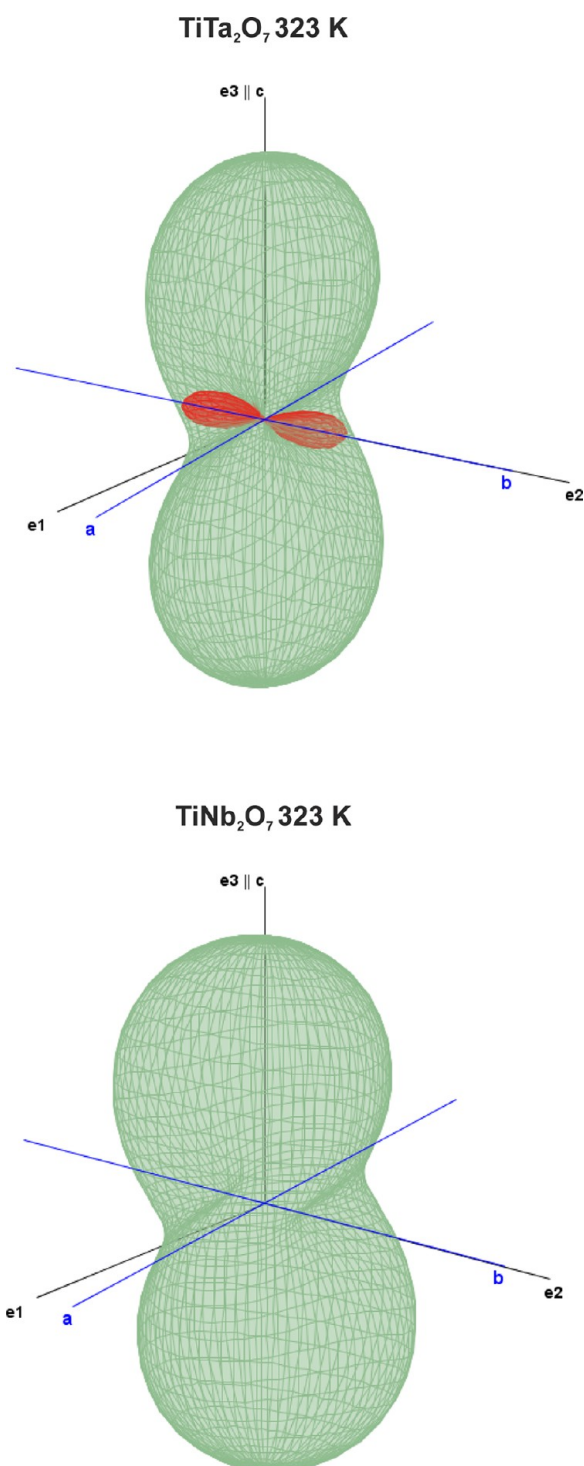 TiTa₂O₇ 323 K
e3 || c
e1
a
b
e2
TiNb₂O₇ 323 K
e3 || c
e1
a
b
e2